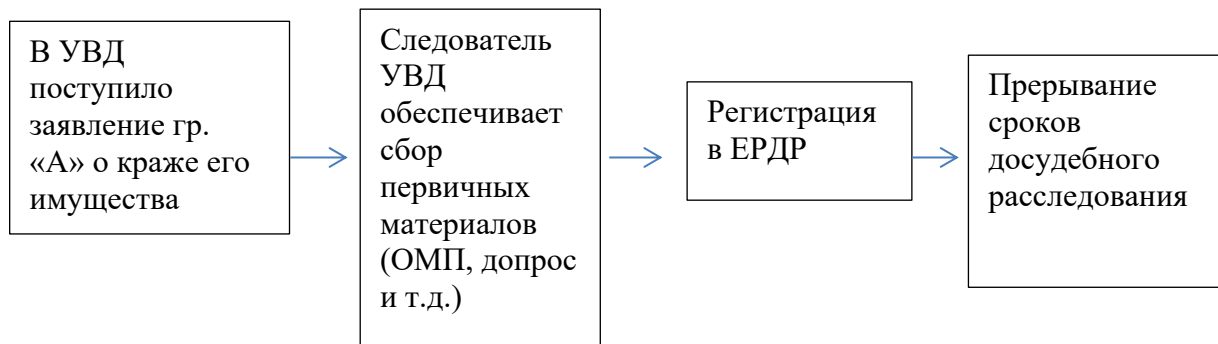 В УВД
поступило
заявление гр.
«А» о краже его
имущества
Следователь
УВД
обеспечивает
сбор
первичных
материалов
(ОМП, допрос
и т.д.)
Регистрация
в ЕРДР
Прерывание
сроков
досудебного
расследования